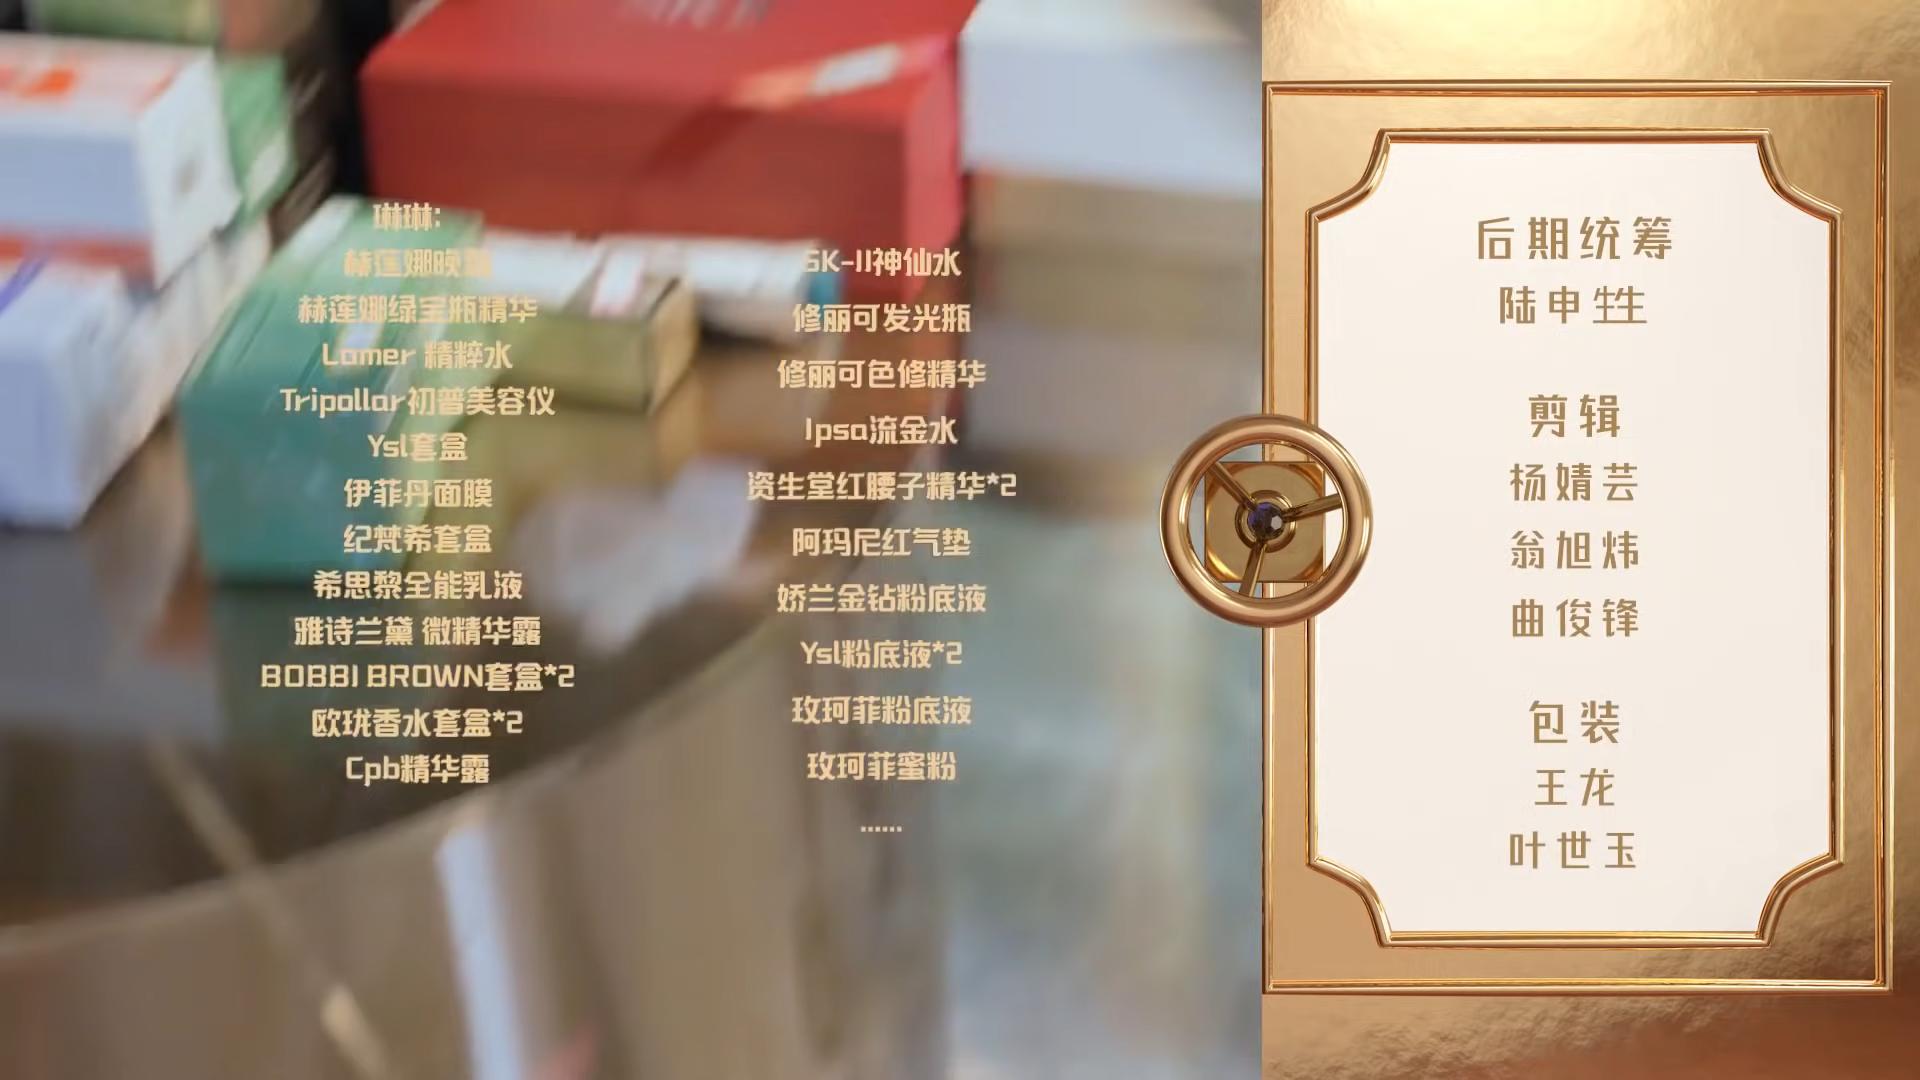 琳琳:
赫莲娜晚霜
赫莲娜绿宝瓶精华
Lamer 精粹水
Tripollar初普美容仪
Ysl套盒
伊菲丹面膜
纪梵希套盒
希思黎全能乳液
雅诗兰黛 微精华露
BOBBI BROWN套盒*2
欧珑香水套盒*2
Cpb精华露
SK-II神仙水
修丽可发光瓶
修丽可色修精华
Ipsa流金水
资生堂红腰子精华*2
阿玛尼红气垫
娇兰金钻粉底液
Ysl粉底液*2
玫珂菲粉底液
玫珂菲蜜粉
......
后期统筹
陆申甡
剪辑
杨婧芸
翁旭炜
曲俊锋
包装
王龙
叶世玉